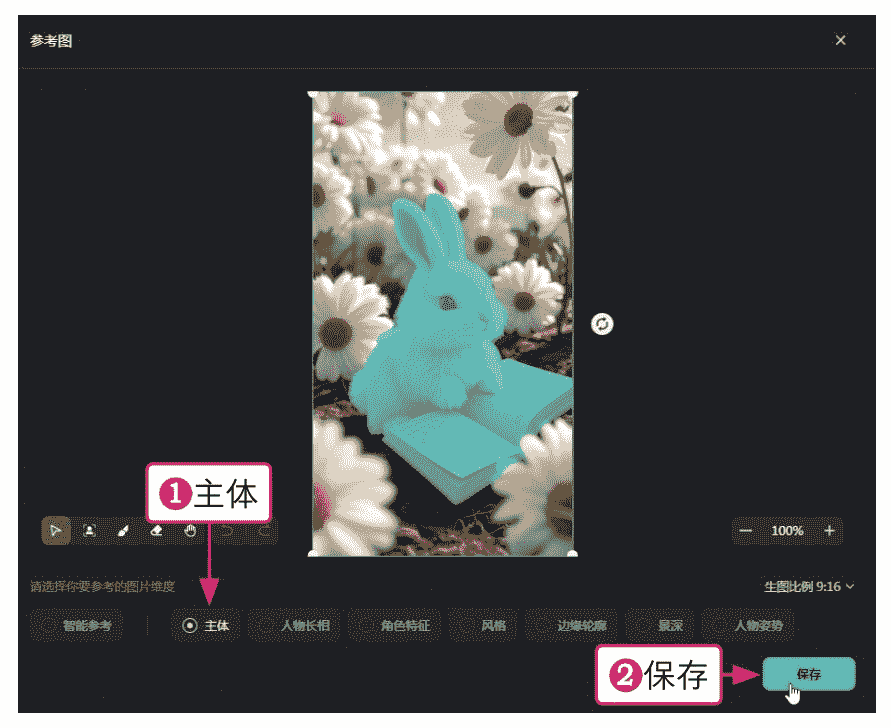 参考图
❶主体
100%
请选择你要参考的图片维度
生图比例 9:16
智能参考
主体
人物长相
角色特征
风格
边缘轮廓
景深
人物姿势
❷保存
保存